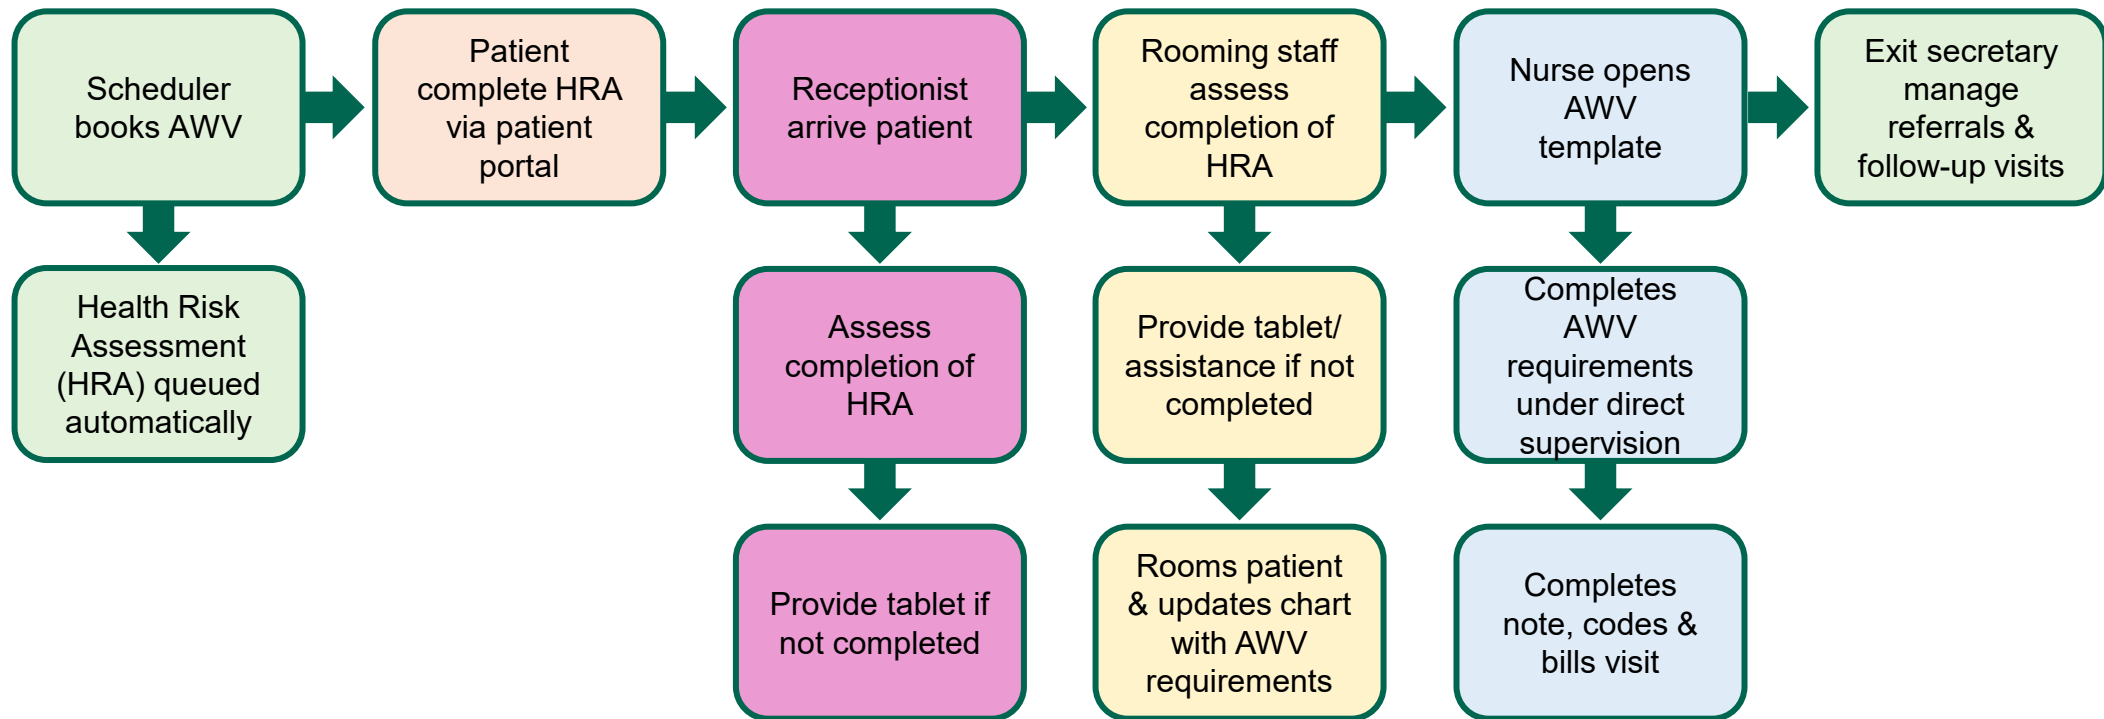 Scheduler
books AWV
Patient
complete HRA
via patient
portal
Receptionist
arrive patient
Rooming staff
assess
completion of
HRA
Nurse opens
AWV
template
Exit secretary
manage
referrals &
follow-up visits
Health Risk
Assessment
(HRA) queued
automatically
Assess
completion of
HRA
Provide tablet/
assistance if not
completed
Completes
AWV
requirements
under direct
supervision
Provide tablet if
not completed
Rooms patient
& updates chart
with AWV
requirements
Completes
note, codes &
bills visit